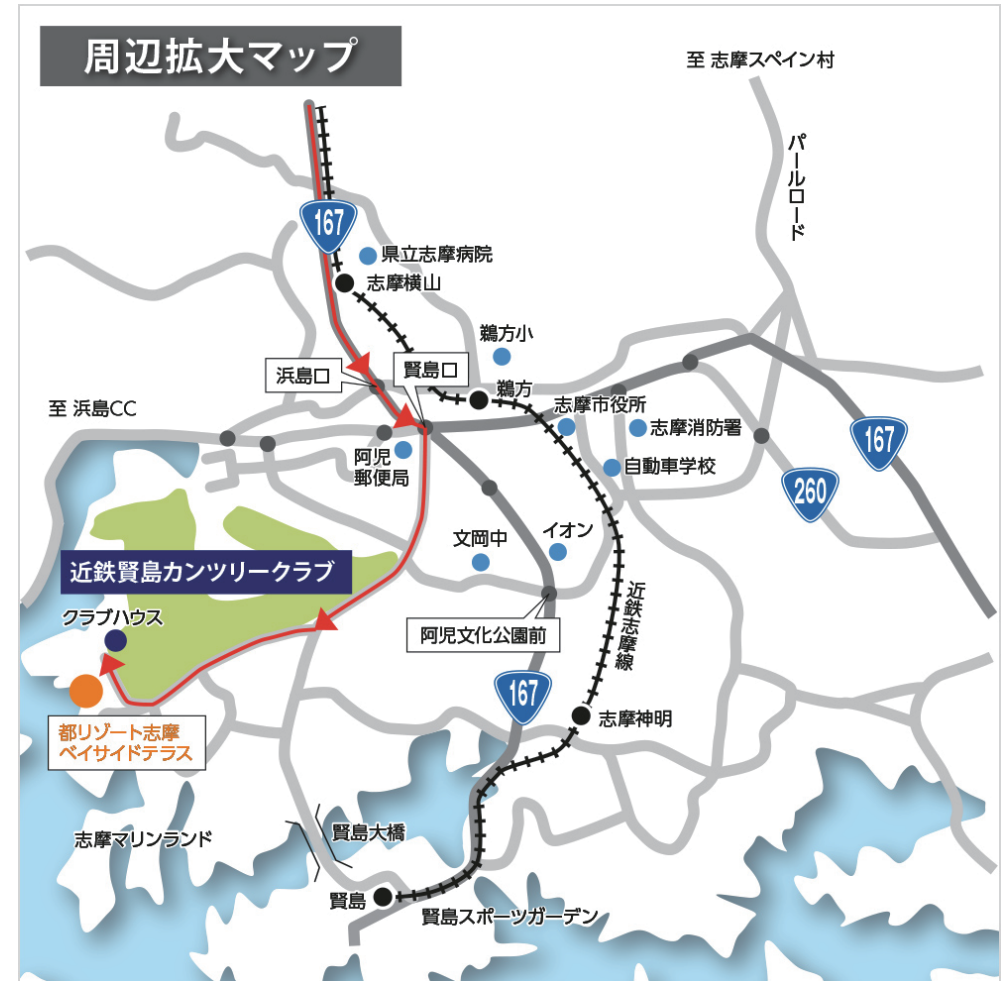 周辺拡大マップ
至 志摩スペイン村
パールロード
167
県立志摩病院
志摩横山
鵜方小
浜島口
賢島口
鵜方
至 浜島CC
志摩市役所
志摩消防署
167
阿児
郵便局
自動車学校
260
文岡中
イオン
近鉄賢島カンツリークラブ
近鉄志摩線
クラブハウス
阿児文化公園前
167
志摩神明
都リゾート志摩
ベイサイドテラス
志摩マリンランド
賢島大橋
賢島
賢島スポーツガーデン